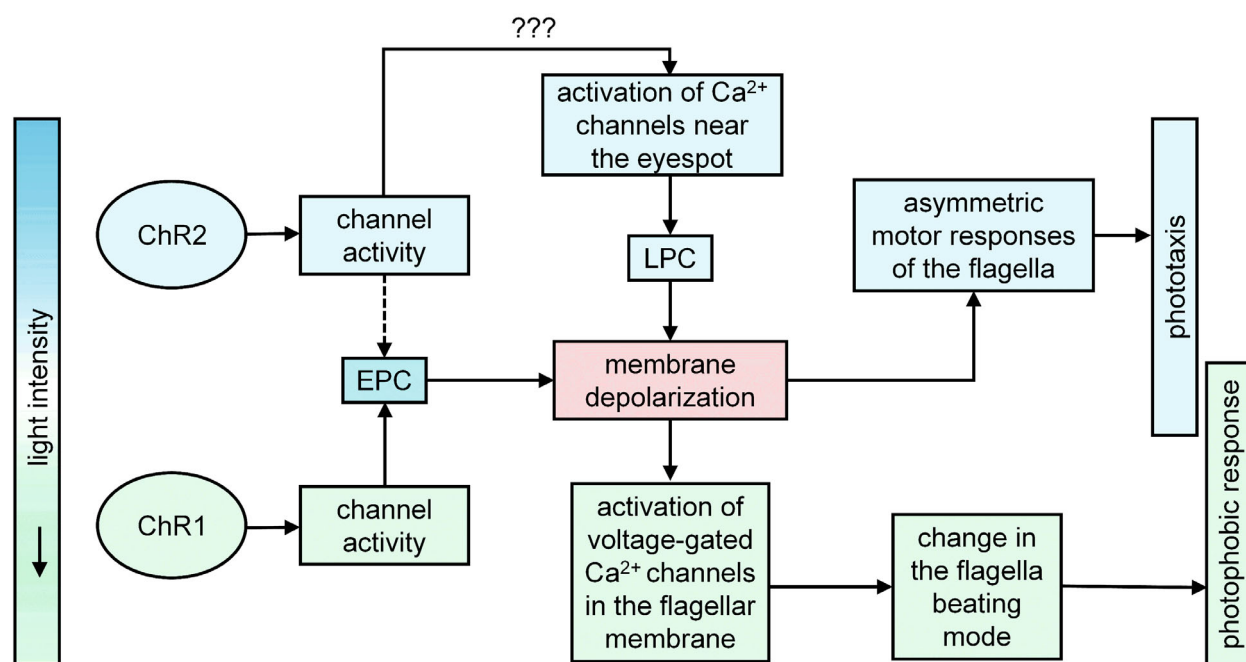 ???
activation of Ca²⁺
channels near
the eyespot
light intensity
ChR2
channel
activity
LPC
asymmetric
motor responses
of the flagella
phototaxis
EPC
membrane
depolarization
ChR1
channel
activity
activation of
voltage-gated
Ca²⁺ channels
in the flagellar
membrane
change in
the flagella
beating
mode
photophobic response